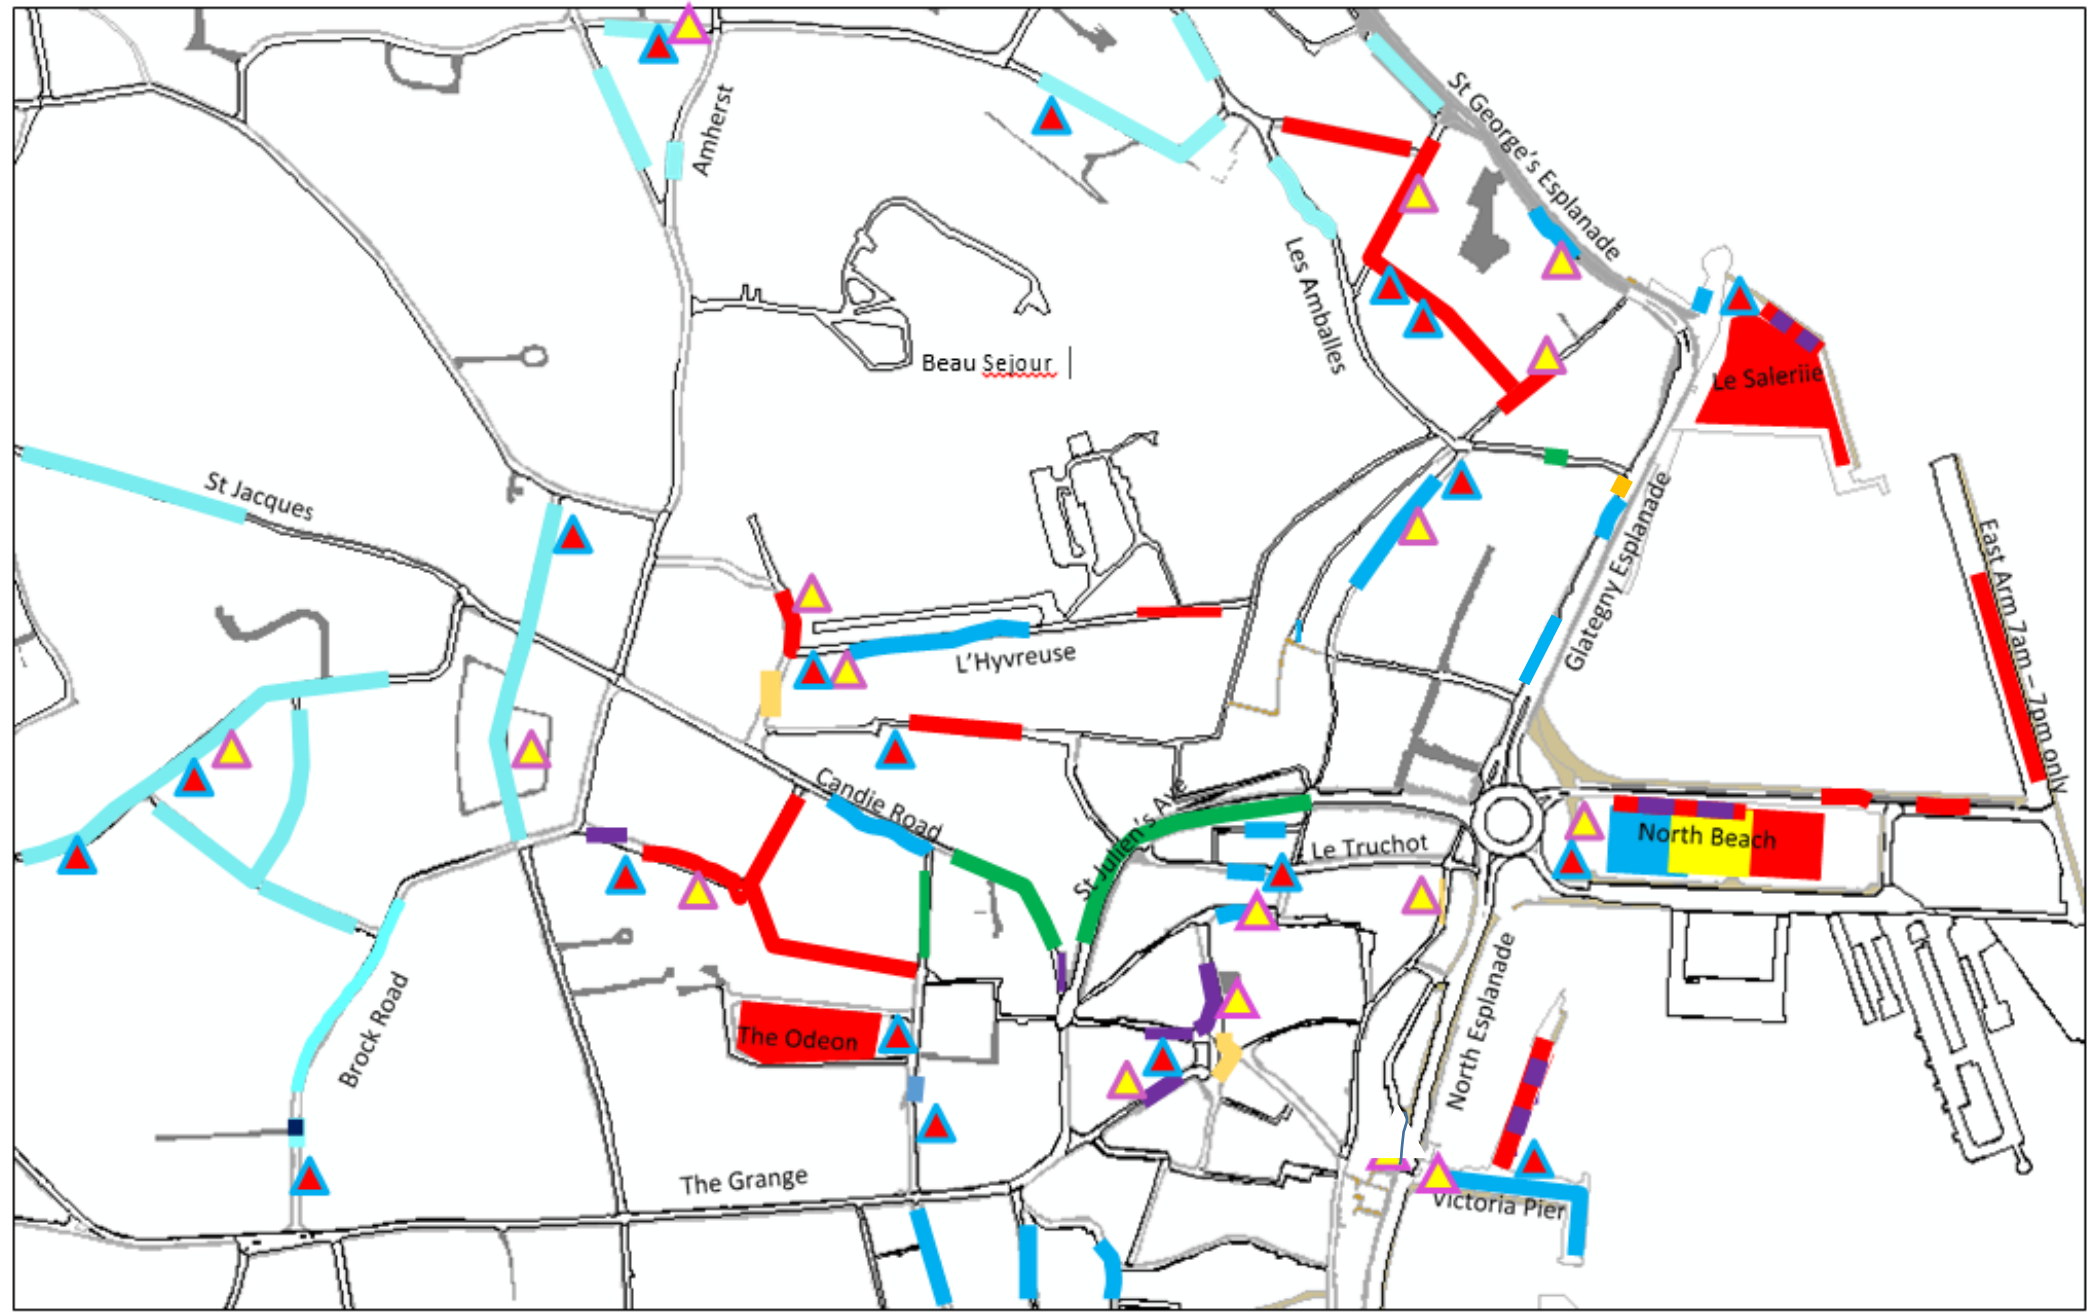 St George's Esplanade
Amherst
Les Amballes
Beau Sejour
Le Saleriie
St Jacques
East Arm 7am – 7pm only
Glategny Esplanade
L'Hyvreuse
Candie Road
St Julien's Ave
Le Truchot
North Beach
Brock Road
The Odeon
North Esplanade
The Grange
Victoria Pier